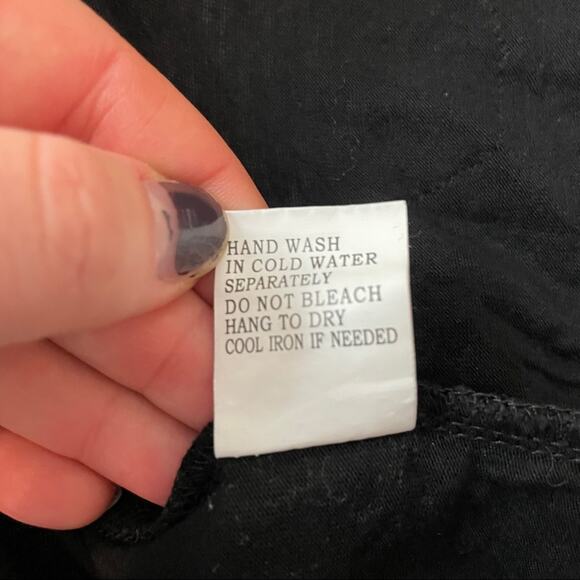 HAND WASH
IN COLD WATER
SEPARATELY
DO NOT BLEACH
HANG TO DRY
COOL IRON IF NEEDED